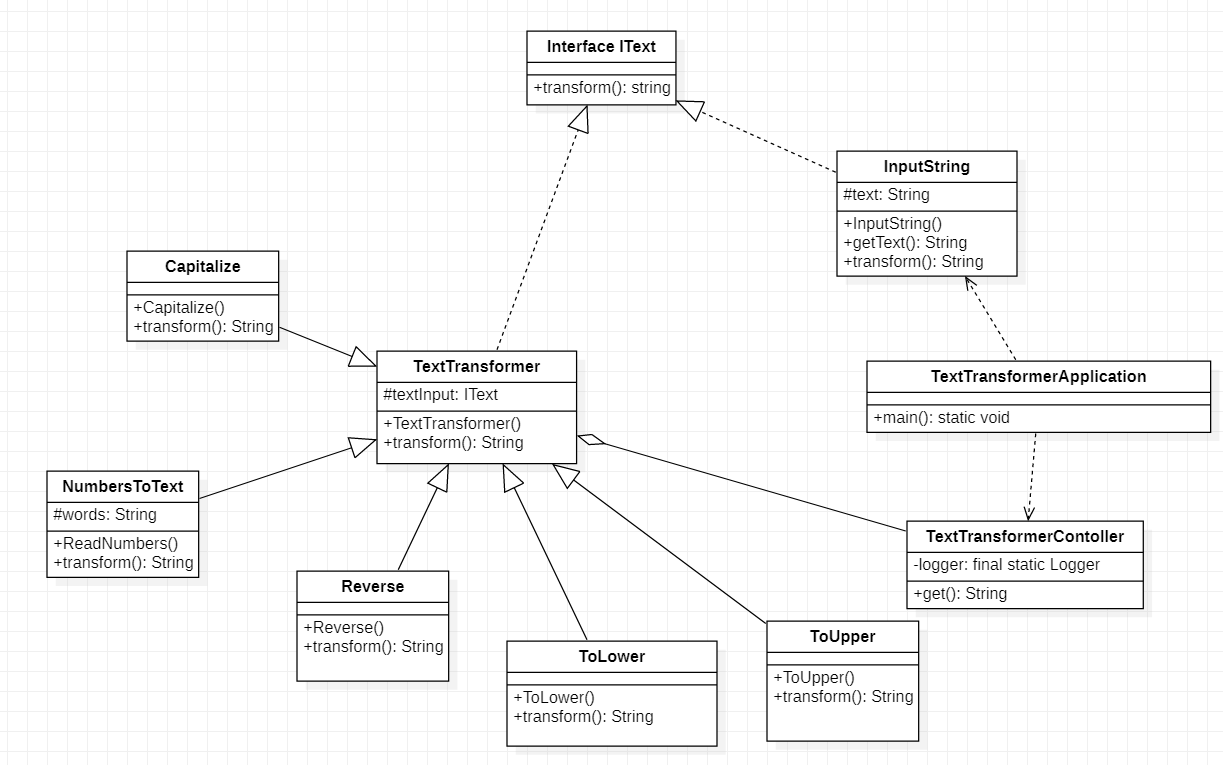 Interface IText
+transform(): string
InputString
#text: String
+InputString()
+getText(): String
+transform(): String
Capitalize
+Capitalize()
+transform(): String
TextTransformer
#textInput: IText
+TextTransformer()
+transform(): String
TextTransformerApplication
+main(): static void
NumbersToText
#words: String
+ReadNumbers()
+transform(): String
TextTransformerContoller
-logger: final static Logger
+get(): String
Reverse
+Reverse()
+transform(): String
ToLower
+ToLower()
+transform(): String
ToUpper
+ToUpper()
+transform(): String